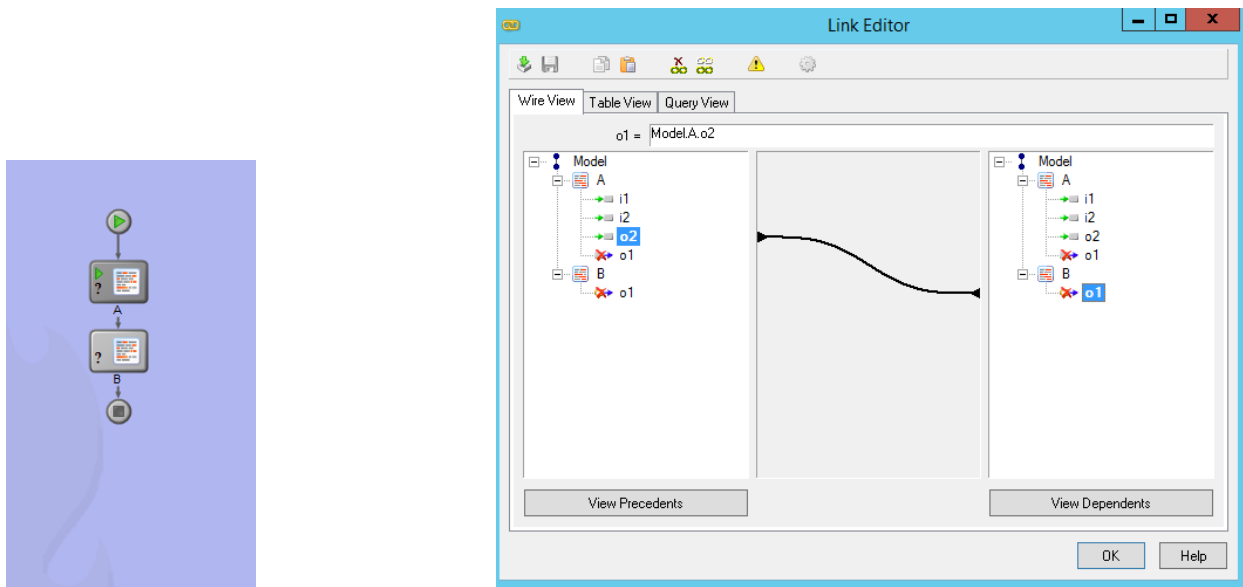 ?
A
?
B
Link Editor
Wire View Table View Query View
o1 = Model.A.o2
Model
A
i1
i2
o2
o1
B
o1
Model
A
i1
i2
o2
o1
B
o1
View Precedents
View Dependents
OK Help